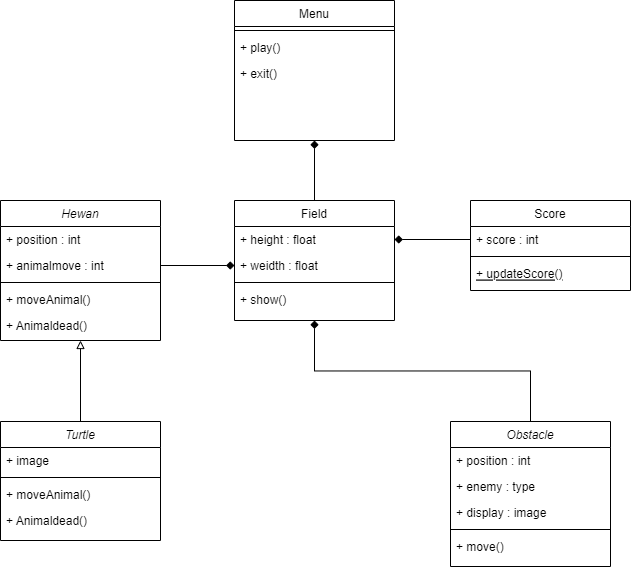 Menu
+ play()
+ exit()
Hewan
+ position : int
+ animalmove : int
+ moveAnimal()
+ Animaldead()
Field
+ height : float
+ weidth : float
+ show()
Score
+ score : int
+ updateScore()
Turtle
+ image
+ moveAnimal()
+ Animaldead()
Obstacle
+ position : int
+ enemy : type
+ display : image
+ move()